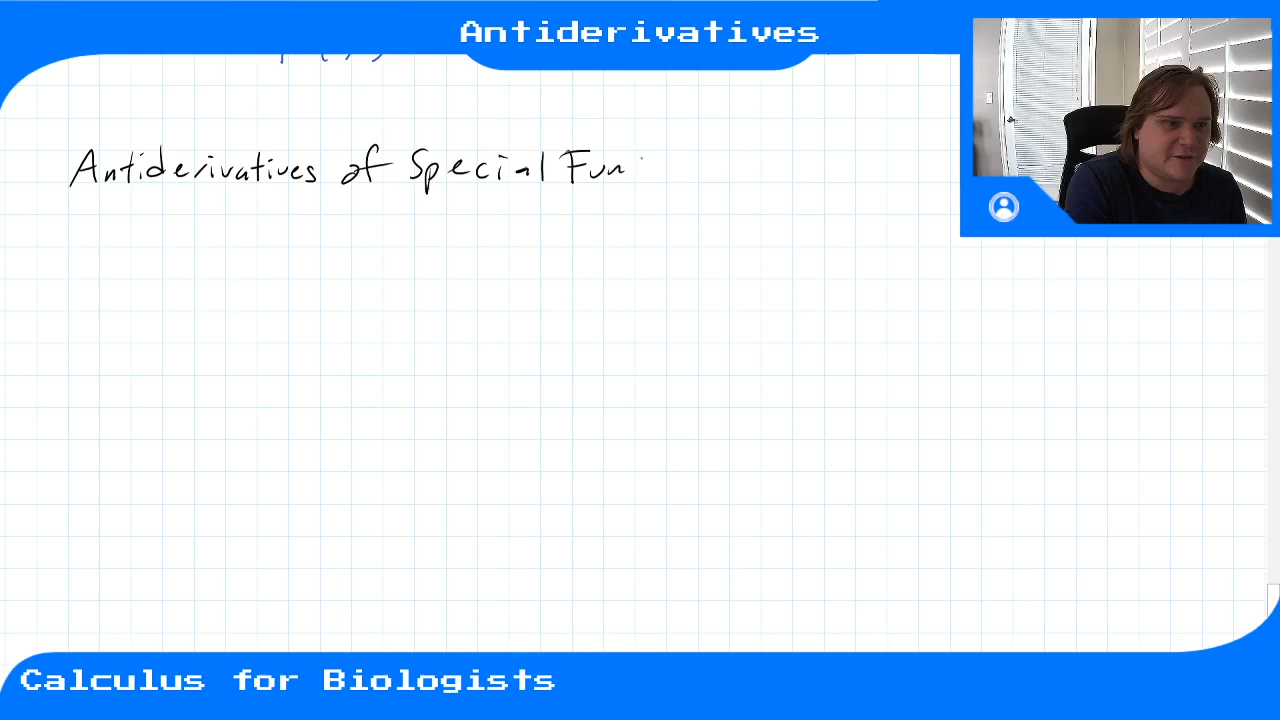 Antiderivatives
Antiderivatives of Special Fun
Calculus for Biologists